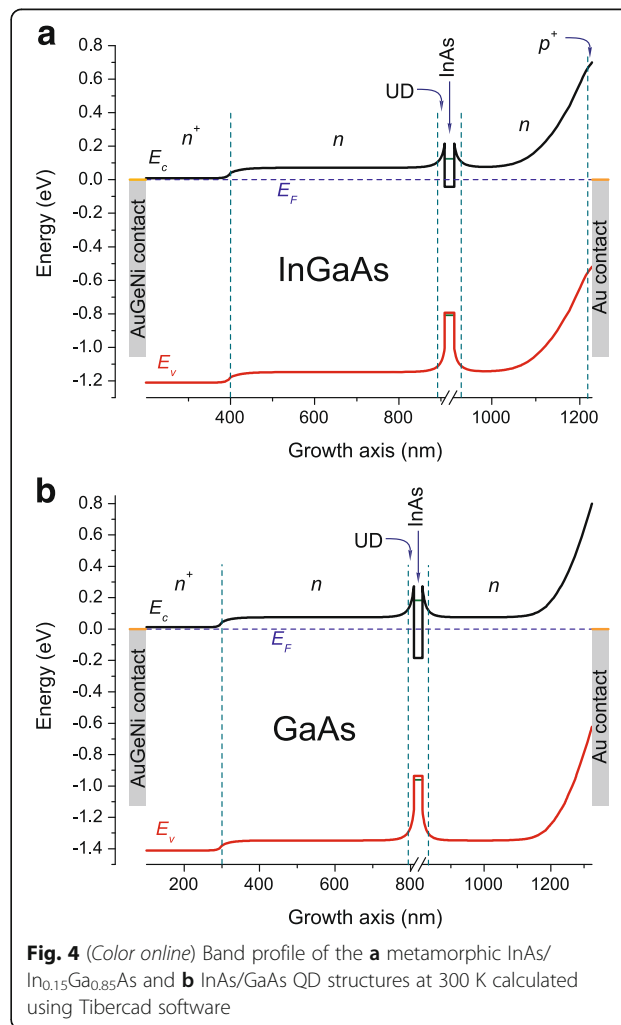 a
0.8
0.6
0.4
0.2
0.0
-0.2
-0.4
-0.6
-0.8
-1.0
-1.2
Energy (eV)
AuGeNi contact
n+
Ec
n
UD
InAs
n
p+
EF
InGaAs
Ev
Au contact
400 600 800 1000 1200
Growth axis (nm)
b
0.8
0.6
0.4
0.2
0.0
-0.2
-0.4
-0.6
-0.8
-1.0
-1.2
-1.4
Energy (eV)
AuGeNi contact
n+
Ec
n
UD
InAs
n
EF
GaAs
Ev
Au contact
200 400 600 800 1000 1200
Growth axis (nm)
Fig. 4 (Color online) Band profile of the a metamorphic InAs/
In0.15Ga0.85As and b InAs/GaAs QD structures at 300 K calculated
using Tibercad software